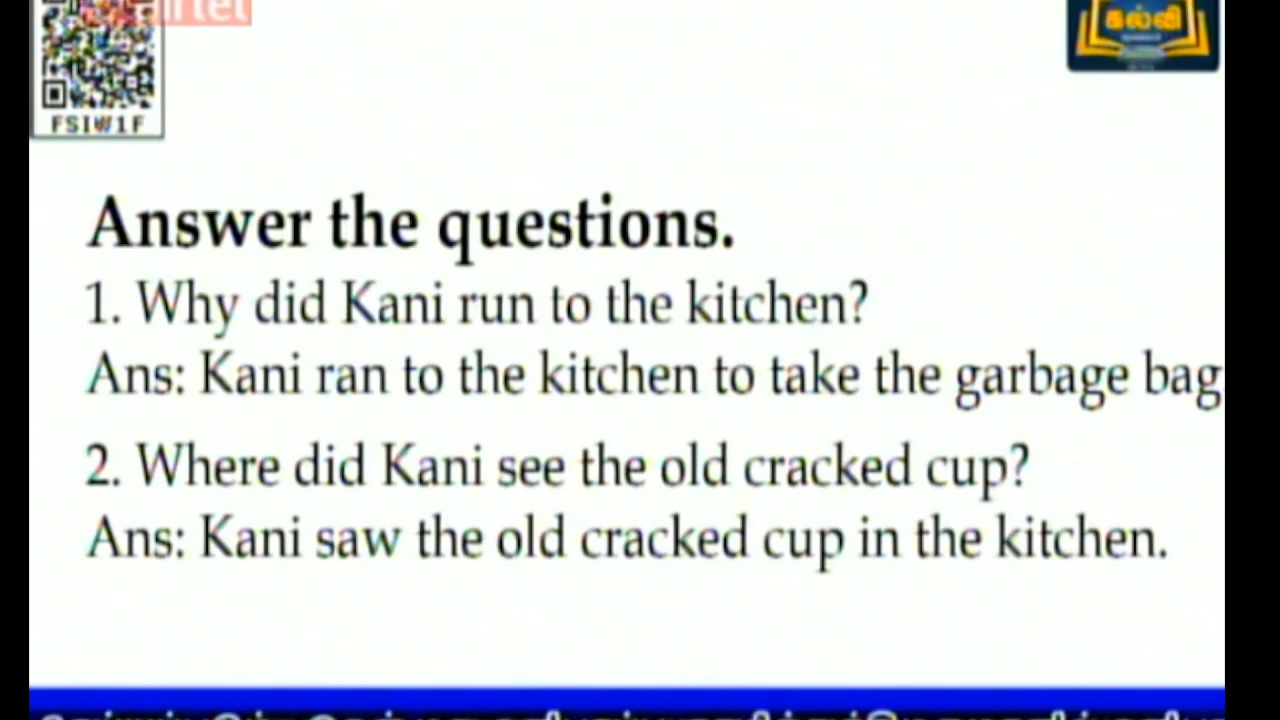 airtel
கல்வி
FSIW1F
Answer the questions.
1. Why did Kani run to the kitchen?
Ans: Kani ran to the kitchen to take the garbage bag
2. Where did Kani see the old cracked cup?
Ans: Kani saw the old cracked cup in the kitchen.